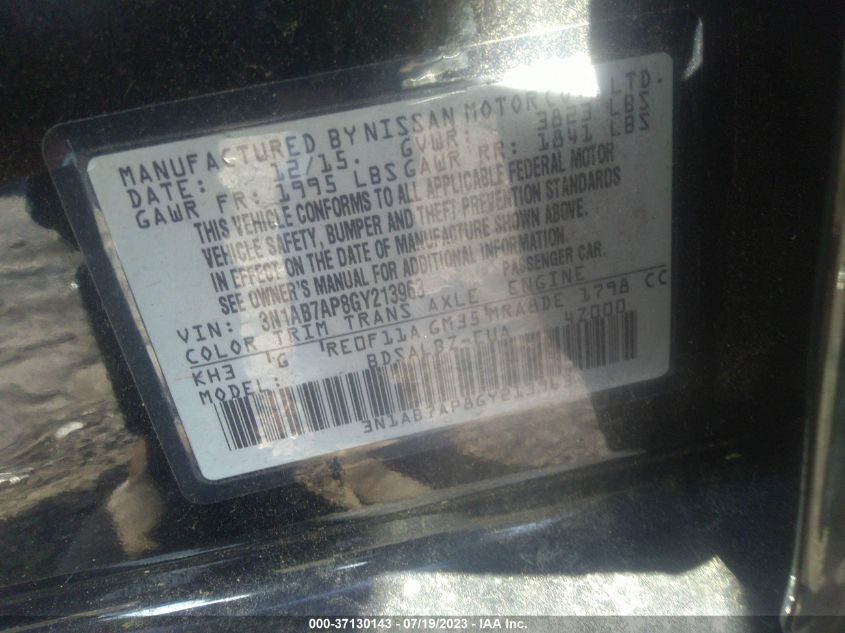 MANUFACTURED BY NISSAN MOTOR CO., LTD.
DATE: 12/15. GVWR: 3823 LBS
GAWR FR: 1995 LBS GAWR RR: 1841 LBS
THIS VEHICLE CONFORMS TO ALL APPLICABLE FEDERAL MOTOR
VEHICLE SAFETY, BUMPER AND THEFT PREVENTION STANDARDS
IN EFFECT ON THE DATE OF MANUFACTURE SHOWN ABOVE.
SEE OWNER'S MANUAL FOR ADDITIONAL INFORMATION.
VIN: 3N1AB7AP8GY213963 PASSENGER CAR.
COLOR TRIM TRANS AXLE ENGINE
KH3 G RE0F11A GM35 MRA8DE 1798 CC
MODEL: BDSALBZ-EUA 47000
3N1AB7AP8GY213963
000-37130143 - 07/19/2023 - IAA Inc.